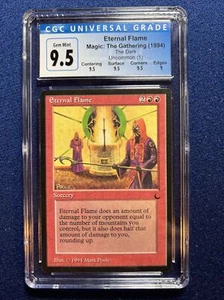 CGC UNIVERSAL GRADE
Gem Mint
9.5
Eternal Flame
Magic: The Gathering (1994)
The Dark
Uncommon (1)
Centering Surface Corners Edges
9.5 9.5 9.5 9
Eternal Flame
Sorcery
Eternal Flame does an amount of
damage to your opponent equal
to the number of mountains you
control, but it also does half that
amount of damage to you,
rounding up.
Illus. © 1994 Mark Poole